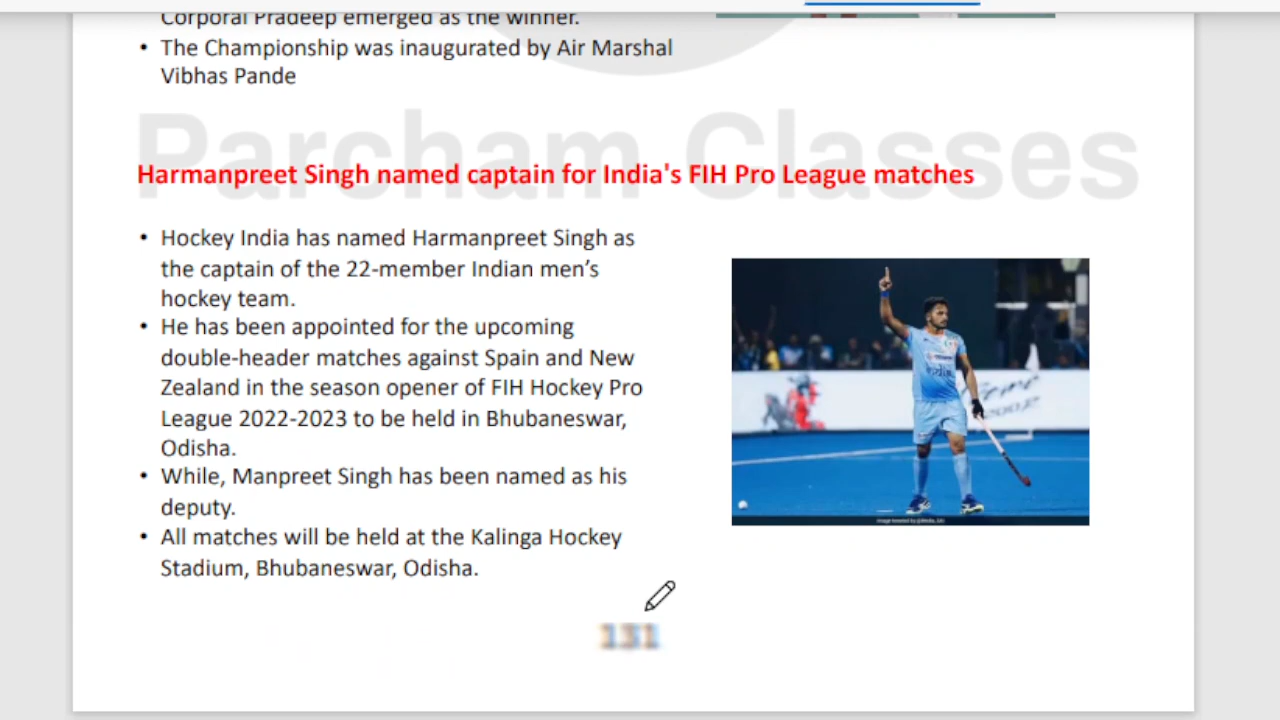 Corporal Pradeep emerged as the winner.
• The Championship was inaugurated by Air Marshal
Vibhas Pande
Parcham Classes
Harmanpreet Singh named captain for India's FIH Pro League matches
• Hockey India has named Harmanpreet Singh as
the captain of the 22-member Indian men’s
hockey team.
• He has been appointed for the upcoming
double-header matches against Spain and New
Zealand in the season opener of FIH Hockey Pro
League 2022-2023 to be held in Bhubaneswar,
Odisha.
• While, Manpreet Singh has been named as his
deputy.
• All matches will be held at the Kalinga Hockey
Stadium, Bhubaneswar, Odisha.
131